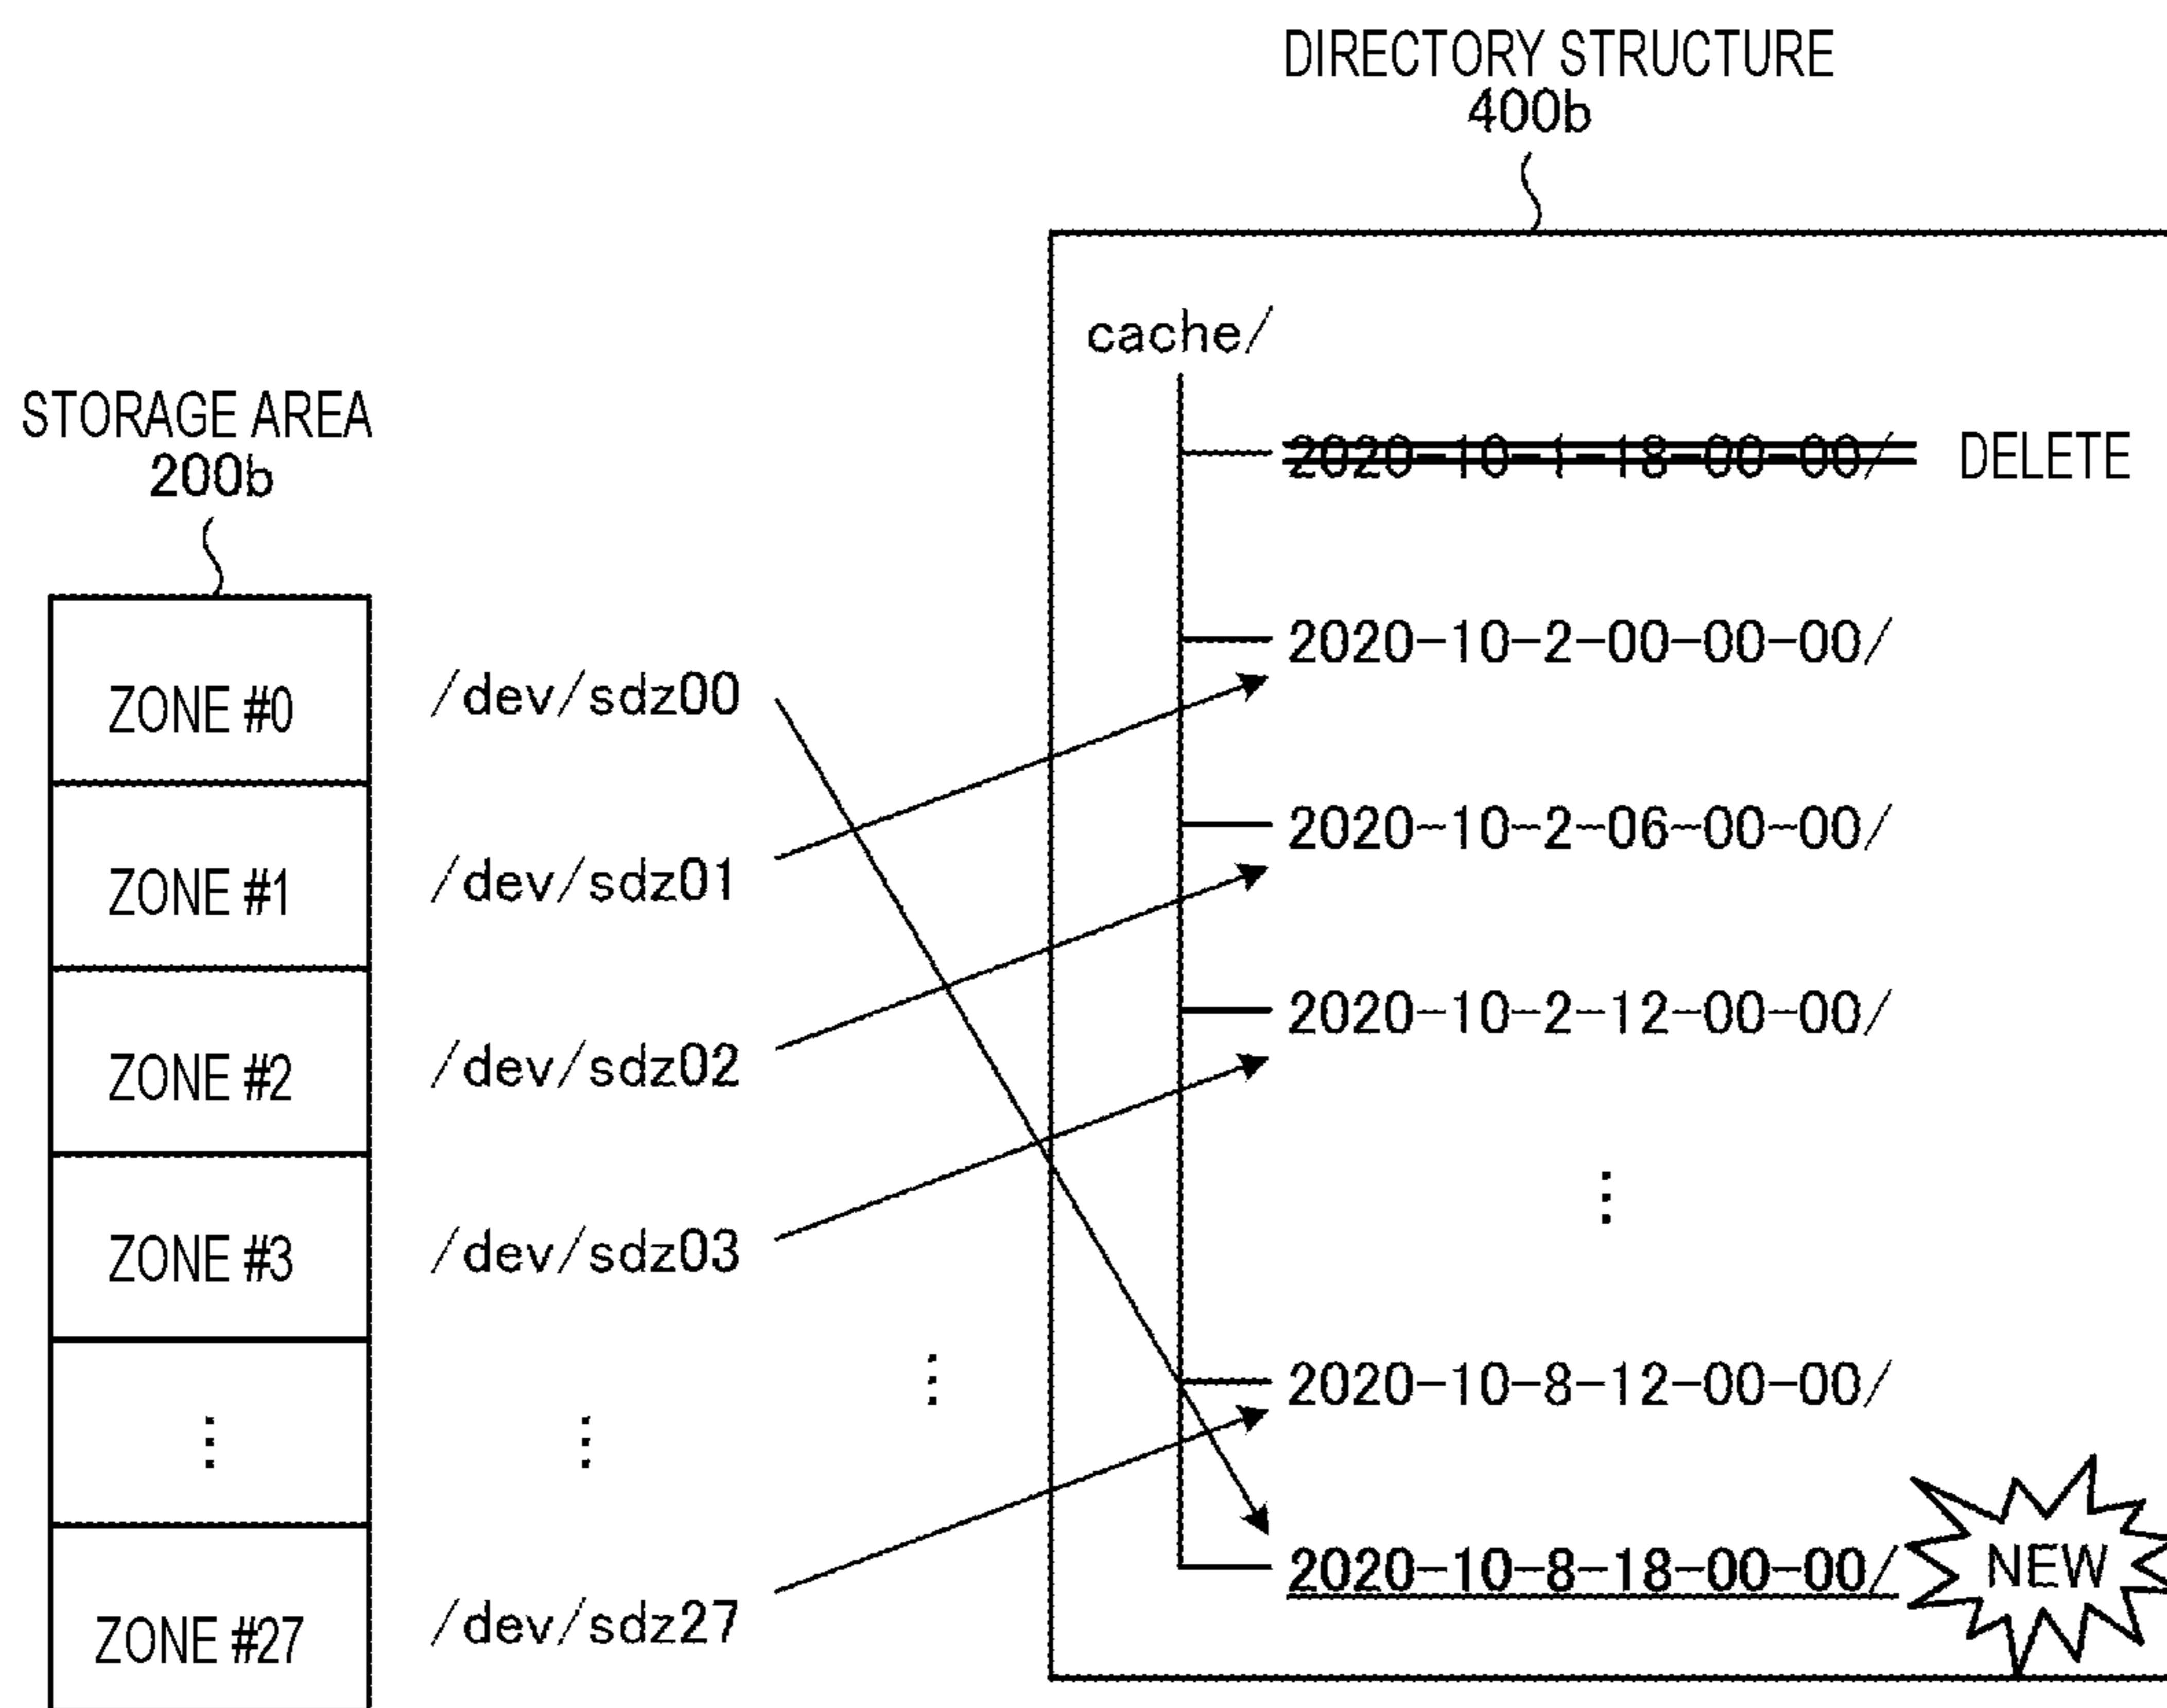 DIRECTORY STRUCTURE
400b
cache/
2020-10-1-18-00-00/ DELETE
2020-10-2-00-00-00/
2020-10-2-06-00-00/
2020-10-2-12-00-00/
⋮
2020-10-8-12-00-00/
2020-10-8-18-00-00/ NEW
STORAGE AREA
200b
ZONE #0 /dev/sdz00
ZONE #1 /dev/sdz01
ZONE #2 /dev/sdz02
ZONE #3 /dev/sdz03
⋮ ⋮ ⋮
ZONE #27 /dev/sdz27